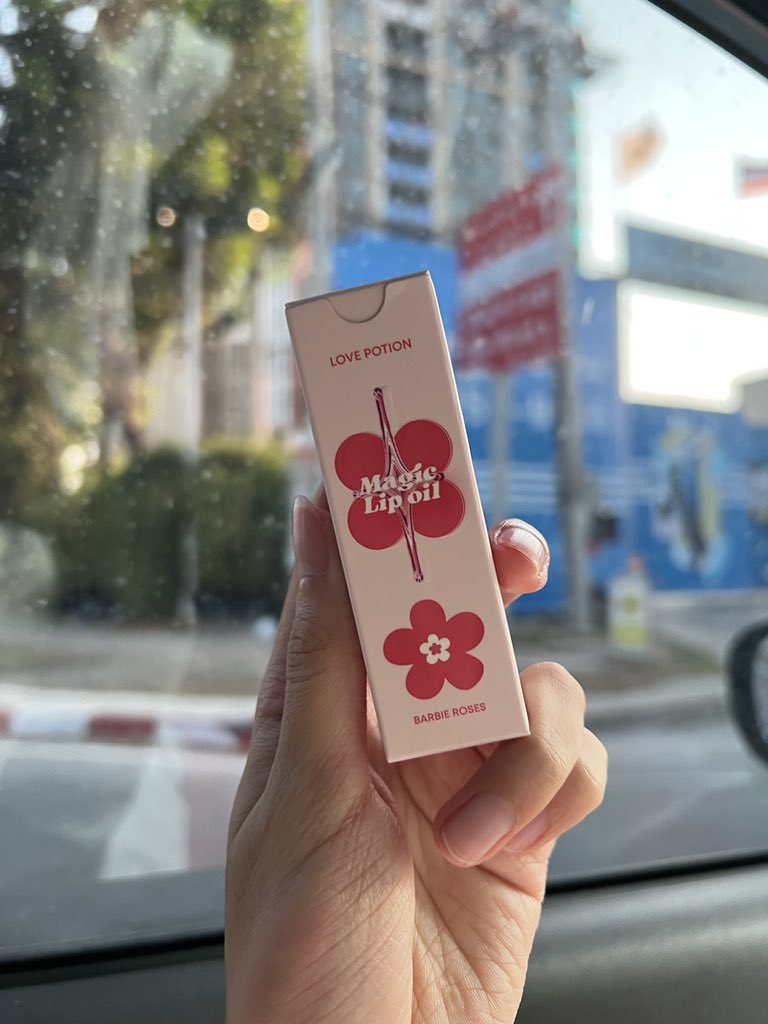 LOVE POTION
Magic
Lip oil
BARBIE ROSES